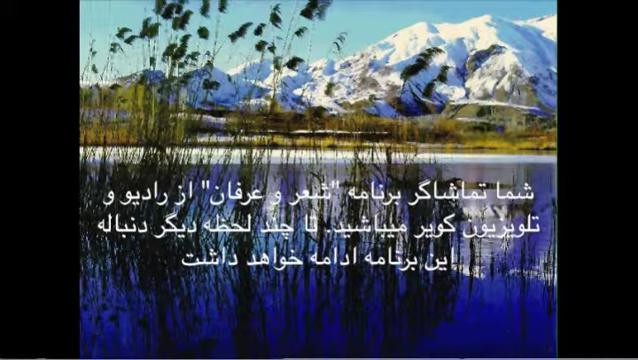 شما تماشاگر برنامه "شعر و عرفان" از رادیو و
تلویزیون کویر میباشید. تا چند لحظه دیگر دنباله
این برنامه ادامه خواهد داشت